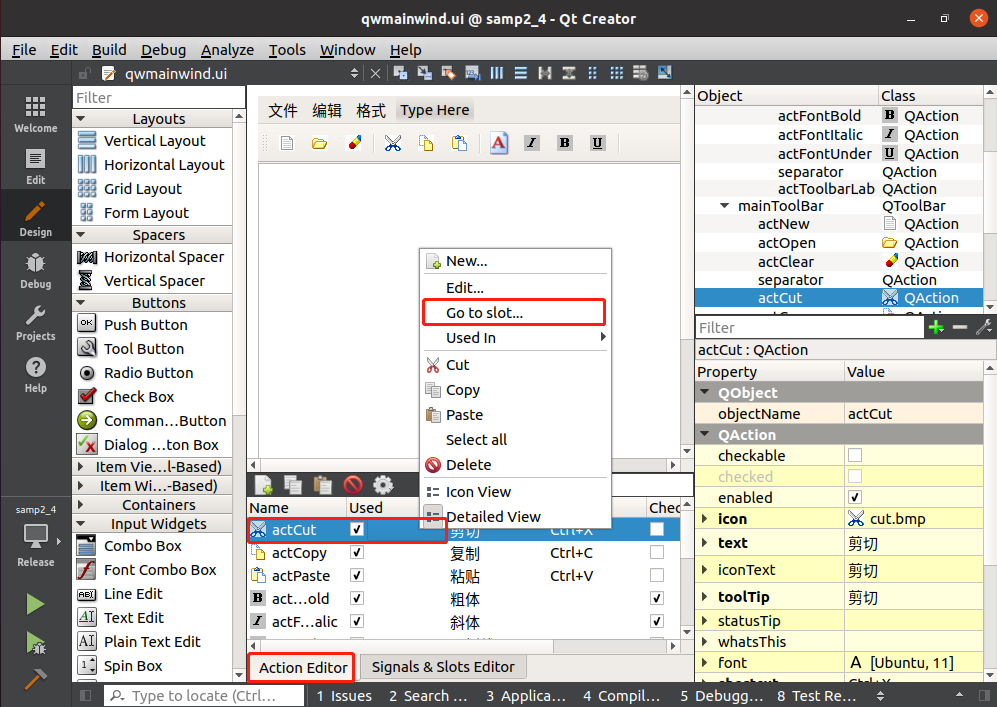 qwmainwind.ui @ samp2_4 - Qt Creator
File Edit Build Debug Analyze Tools Window Help
qwmainwind.ui
Welcome
Edit
Design
Debug
Projects
Help
samp2_4
Release
Filter
Layouts
Vertical Layout
Horizontal Layout
Grid Layout
Form Layout
Spacers
Horizontal Spacer
Vertical Spacer
Buttons
Push Button
Tool Button
Radio Button
Check Box
Comman...Button
Dialog ...ton Box
Item Vie...l-Based)
Item Wi...-Based)
Containers
Input Widgets
Combo Box
Font Combo Box
Line Edit
Text Edit
Plain Text Edit
Spin Box
文件 编辑 格式 Type Here
New...
Edit...
Go to slot...
Used In
Cut
Copy
Paste
Select all
Delete
Icon View
Detailed View
Name Used Chec
actCut 剪切 Ctrl+X
actCopy 复制 Ctrl+C
actPaste 粘贴 Ctrl+V
act...old 粗体
actF...alic 斜体
Action Editor Signals & Slots Editor
Object Class
actFontBold QAction
actFontItalic QAction
actFontUnder QAction
separator QAction
actToolbarLab QAction
mainToolBar QToolBar
actNew QAction
actOpen QAction
actClear QAction
separator QAction
actCut QAction
Filter
actCut : QAction
Property Value
QObject
objectName actCut
QAction
checkable
checked
enabled
icon cut.bmp
text 剪切
iconText 剪切
toolTip 剪切
statusTip
whatsThis
font A [Ubuntu, 11]
shortcut Ctrl+X
Type to locate (Ctrl... 1 Issues 2 Search ... 3 Applica... 4 Compil... 5 Debugg... 8 Test Re...